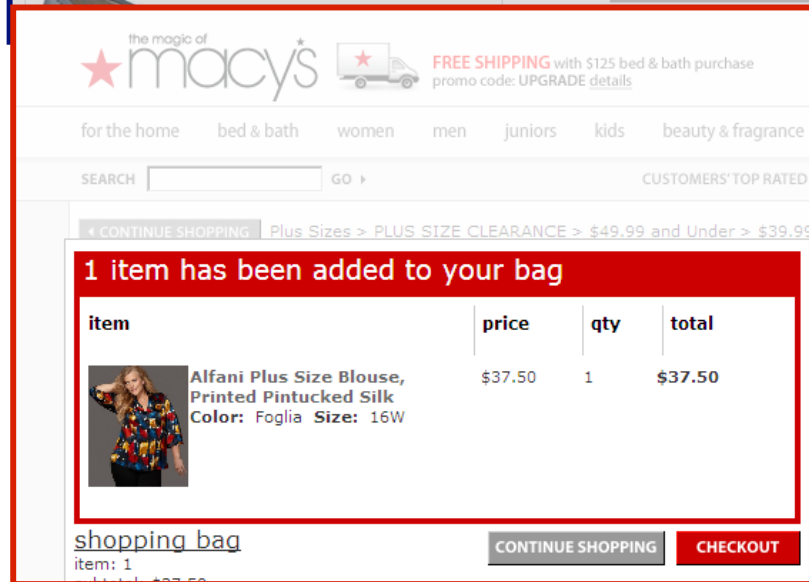 the magic of
macy's
FREE SHIPPING with $125 bed & bath purchase
promo code: UPGRADE details
for the home bed & bath women men juniors kids beauty & fragrance
SEARCH GO
CUSTOMERS' TOP RATED
CONTINUE SHOPPING Plus Sizes > PLUS SIZE CLEARANCE > $49.99 and Under > $39.99
1 item has been added to your bag
item price qty total
Alfani Plus Size Blouse, $37.50 1 $37.50
Printed Pintucked Silk
Color: Foglia Size: 16W
shopping bag
CONTINUE SHOPPING CHECKOUT
item: 1
subtotal: $37.50